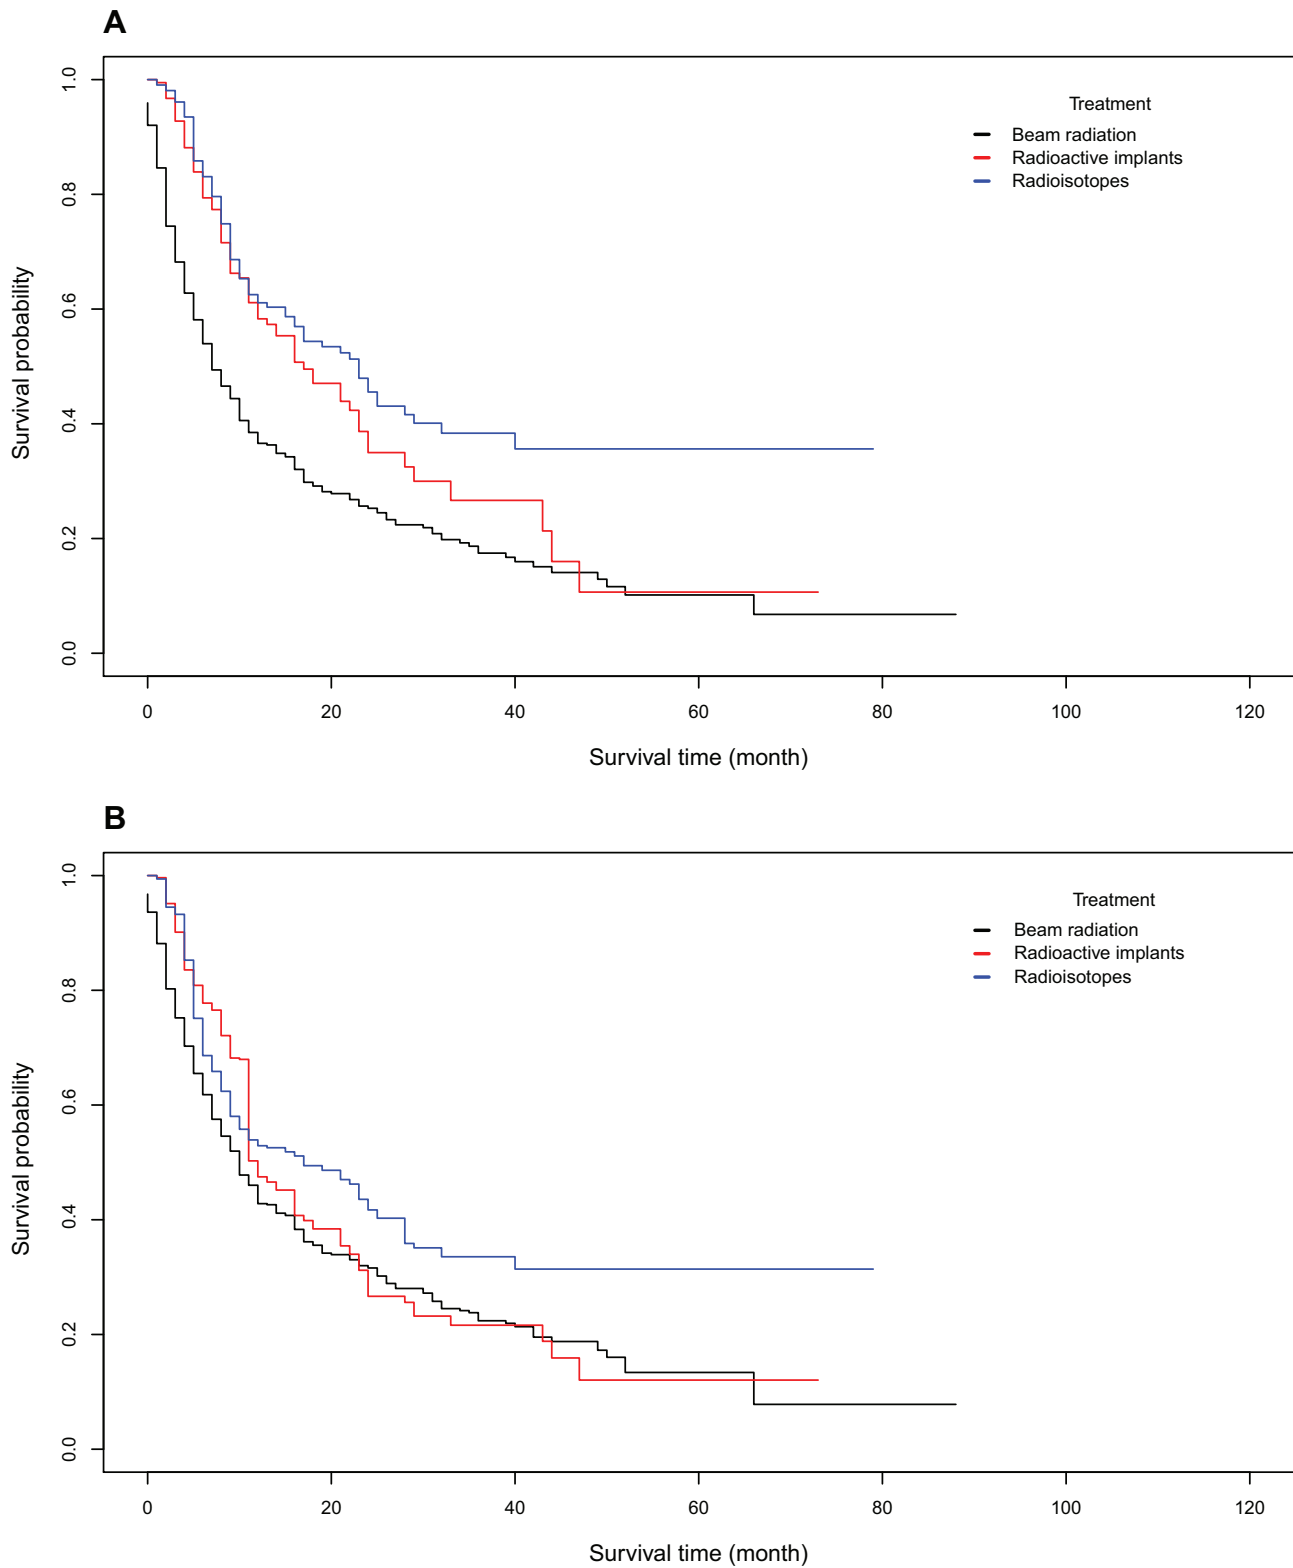 A
Survival probability
1.0
0.8
0.6
0.4
0.2
0.0
Treatment
Beam radiation
Radioactive implants
Radioisotopes
0 20 40 60 80 100 120
Survival time (month)
B
Survival probability
1.0
0.8
0.6
0.4
0.2
0.0
Treatment
Beam radiation
Radioactive implants
Radioisotopes
0 20 40 60 80 100 120
Survival time (month)